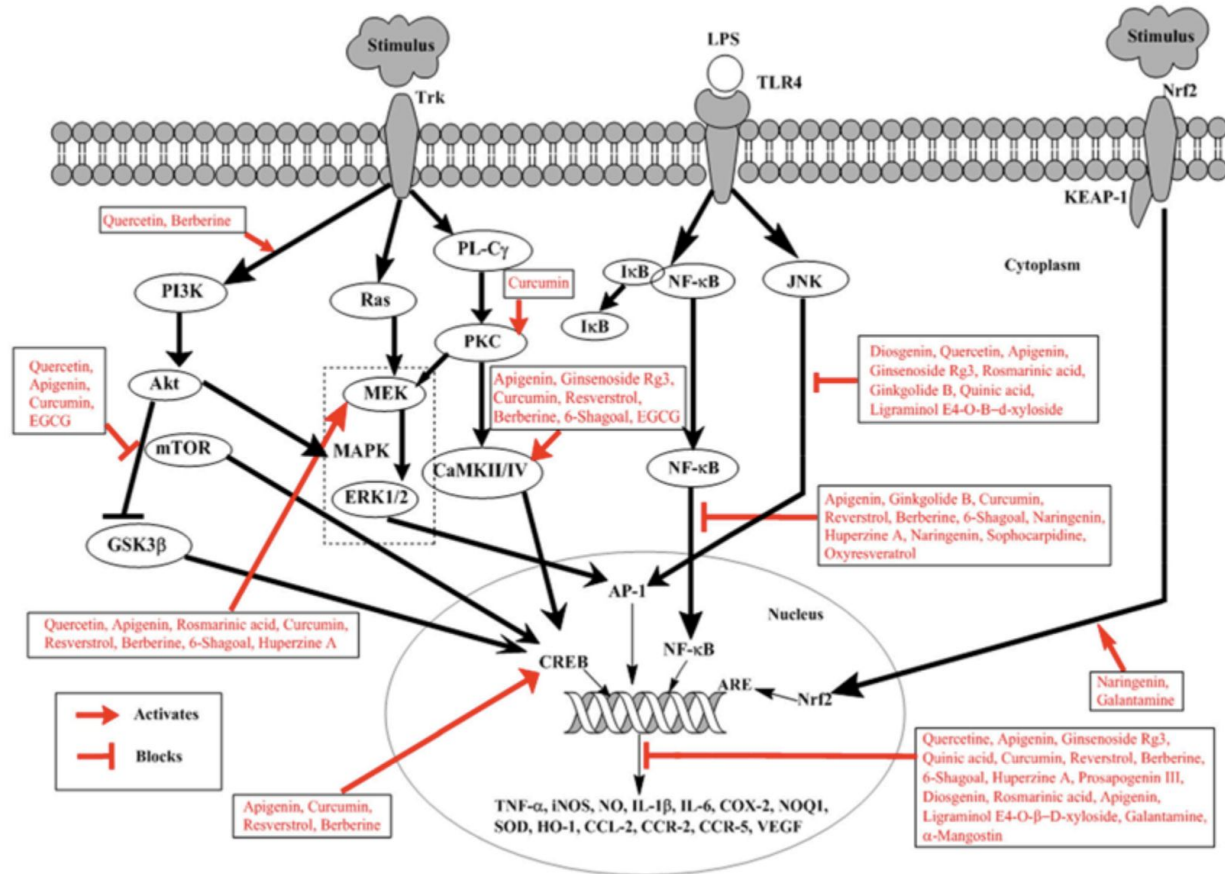 Stimulus
LPS
Stimulus
Trk
TLR4
Nrf2
KEAP-1
Quercetin, Berberine
PL-Cγ
IκB
NF-κB
JNK
Cytoplasm
PI3K
Ras
Curcumin
IκB
PKC
Quercetin,
Apigenin,
Curcumin,
EGCG
Akt
MEK
Apigenin, Ginsenoside Rg3,
Curcumin, Resverstrol,
Berberine, 6-Shagoal, EGCG
Diosgenin, Quercetin, Apigenin,
Ginsenoside Rg3, Rosmarinic acid,
Ginkgolide B, Quinic acid,
Ligraminol E4-O-B-d-xyloside
mTOR
MAPK
CaMKII/IV
NF-κB
ERK1/2
GSK3β
Apigenin, Ginkgolide B, Curcumin,
Reverstrol, Berberine, 6-Shagoal, Naringenin,
Huperzine A, Naringenin, Sophocarpidine,
Oxyresveratrol
AP-1
Nucleus
Quercetin, Apigenin, Rosmarinic acid, Curcumin,
Resverstrol, Berberine, 6-Shagoal, Huperzine A
CREB
NF-κB
ARE
Nrf2
Naringenin,
Galantamine
Activates
Blocks
Quercetine, Apigenin, Ginsenoside Rg3,
Quinic acid, Curcumin, Reverstrol, Berberine,
6-Shagoal, Huperzine A, Prosapogenin III,
Diosgenin, Rosmarinic acid, Apigenin,
Ligraminol E4-O-β-D-xyloside, Galantamine,
α-Mangostin
Apigenin, Curcumin,
Resverstrol, Berberine
TNF-α, iNOS, NO, IL-1β, IL-6, COX-2, NOQ1,
SOD, HO-1, CCL-2, CCR-2, CCR-5, VEGF